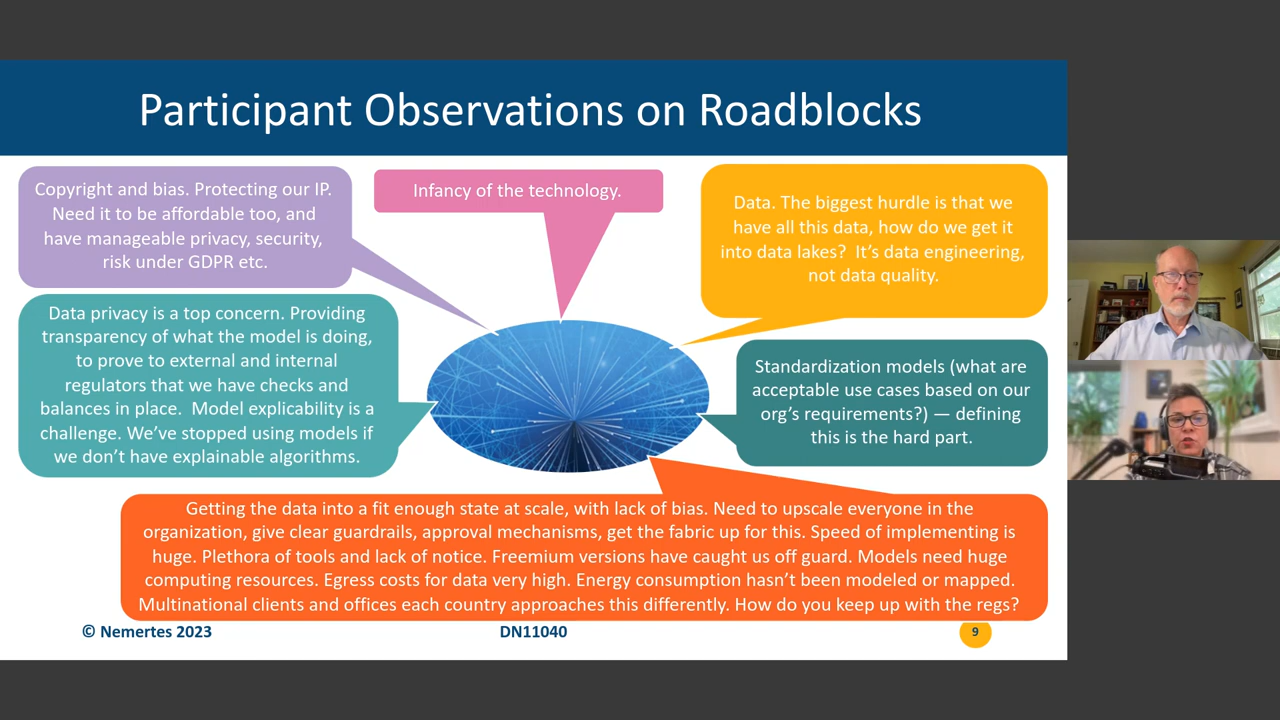 Participant Observations on Roadblocks
Copyright and bias. Protecting our IP.
Need it to be affordable too, and
have manageable privacy, security,
risk under GDPR etc.
Infancy of the technology.
Data. The biggest hurdle is that we
have all this data, how do we get it
into data lakes?  It’s data engineering,
not data quality.
Data privacy is a top concern. Providing
transparency of what the model is doing,
to prove to external and internal
regulators that we have checks and
balances in place.  Model explicability is a
challenge. We’ve stopped using models if
we don’t have explainable algorithms.
Standardization models (what are
acceptable use cases based on our
org’s requirements?) — defining
this is the hard part.
Getting the data into a fit enough state at scale, with lack of bias. Need to upscale everyone in the
organization, give clear guardrails, approval mechanisms, get the fabric up for this. Speed of implementing is
huge. Plethora of tools and lack of notice. Freemium versions have caught us off guard. Models need huge
computing resources. Egress costs for data very high. Energy consumption hasn’t been modeled or mapped.
Multinational clients and offices each country approaches this differently. How do you keep up with the regs?
© Nemertes 2023
DN11040
9